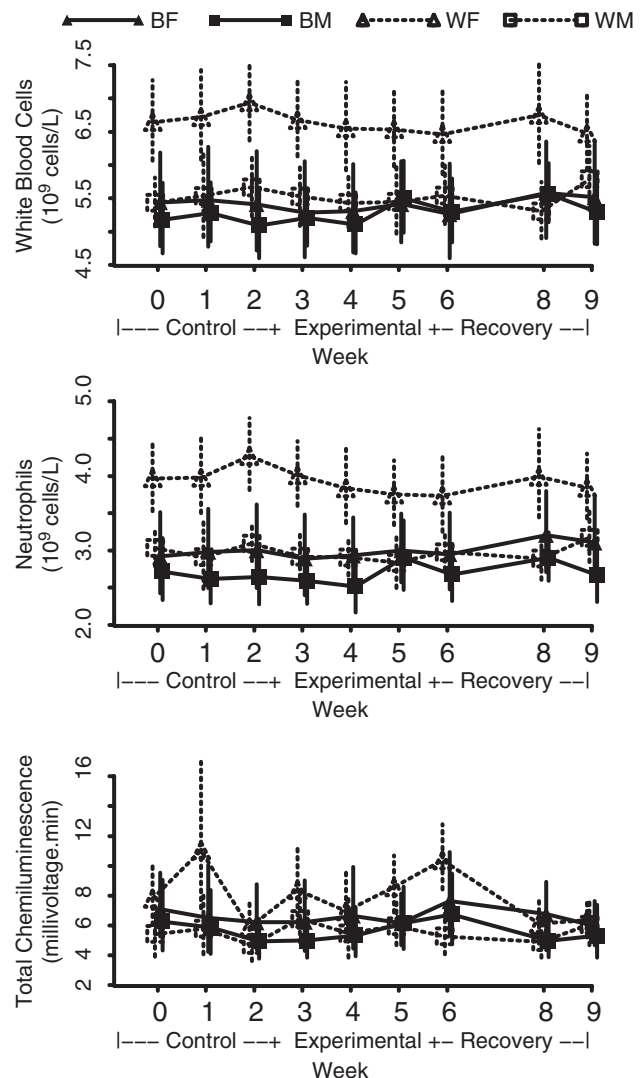 BF BM WF WM
White Blood Cells
(10⁹ cells/L)
7.5
6.5
5.5
4.5
0 1 2 3 4 5 6 8 9
|--- Control --+ Experimental +- Recovery --|
Week
Neutrophils
(10⁹ cells/L)
5.0
4.0
3.0
2.0
0 1 2 3 4 5 6 8 9
|--- Control --+ Experimental +- Recovery --|
Week
Total Chemiluminescence
(millivoltage.min)
16
12
8
6
4
2
0 1 2 3 4 5 6 8 9
|--- Control --+ Experimental +- Recovery --|
Week